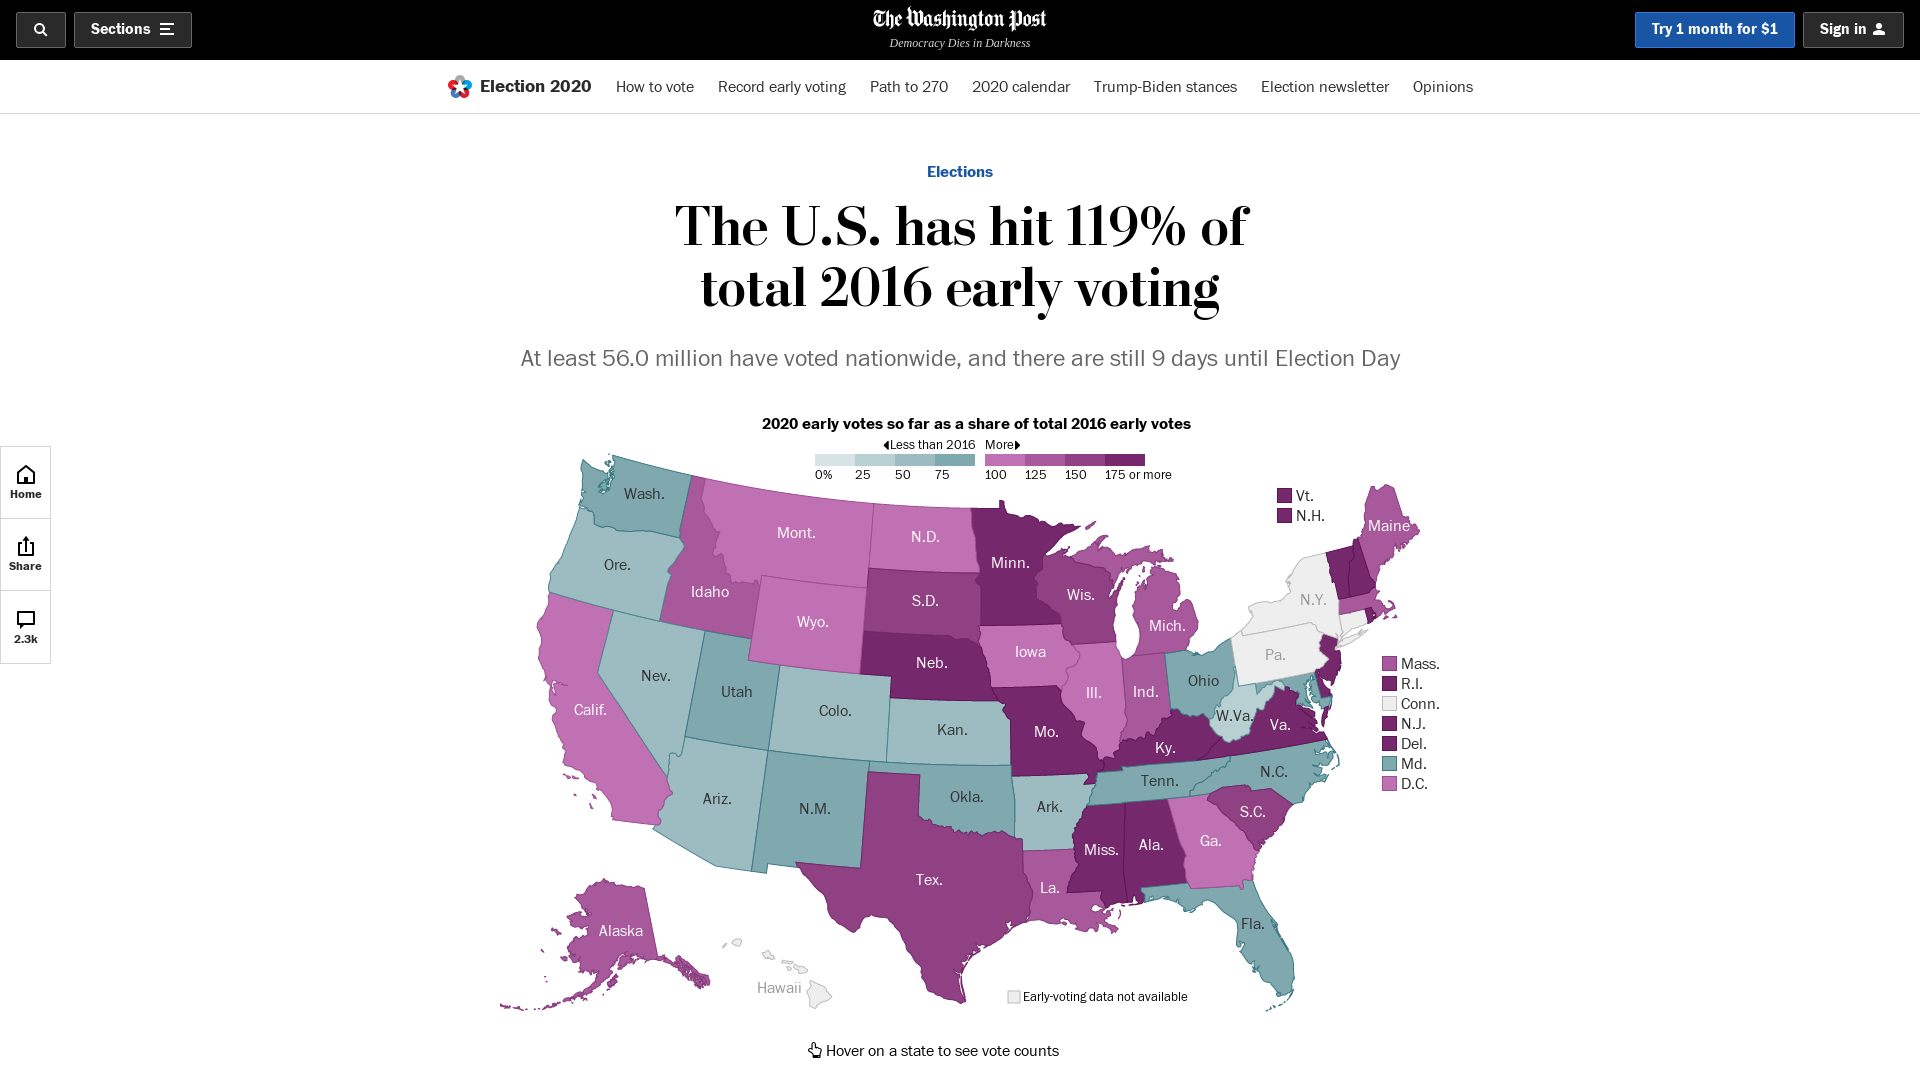 Sections
The Washington Post
Democracy Dies in Darkness
Try 1 month for $1
Sign in
Election 2020
How to vote
Record early voting
Path to 270
2020 calendar
Trump-Biden stances
Election newsletter
Opinions
Elections
The U.S. has hit 119% of
total 2016 early voting
At least 56.0 million have voted nationwide, and there are still 9 days until Election Day
Home
Share
2.3k
2020 early votes so far as a share of total 2016 early votes
Less than 2016 More
0% 25 50 75 100 125 150 175 or more
Wash.
Vt.
N.H.
Maine
Mont.
N.D.
Minn.
Ore.
Idaho
S.D.
Wis.
N.Y.
Wyo.
Mich.
Iowa
Pa.
Neb.
Nev.
Utah
Ill.
Ind.
Ohio
Calif.
Colo.
W.Va.
Va.
Kan.
Mo.
Ky.
Mass.
R.I.
Conn.
N.J.
Del.
Md.
D.C.
N.C.
Tenn.
Ariz.
N.M.
Okla.
Ark.
S.C.
Miss.
Ala.
Ga.
Tex.
La.
Fla.
Alaska
Hawaii
Early-voting data not available
Hover on a state to see vote counts